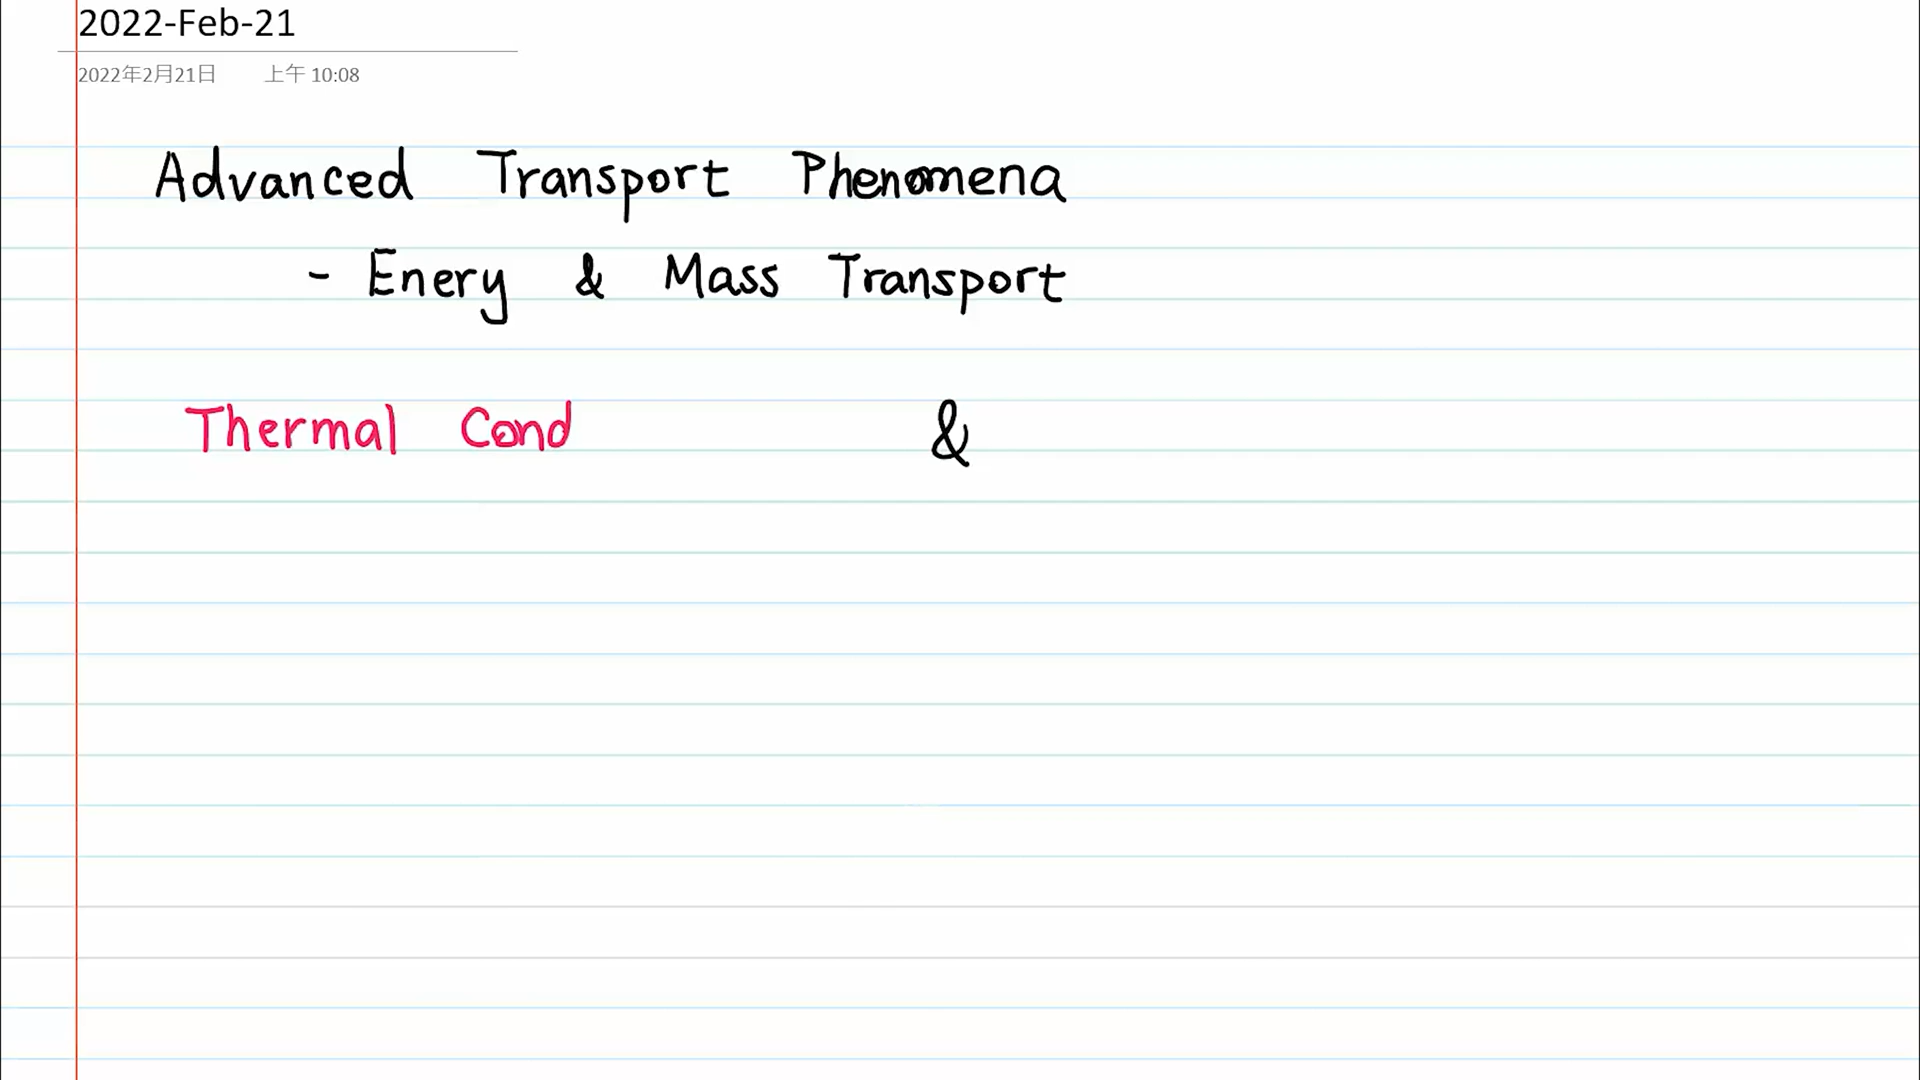 2022-Feb-21
2022年2月21日 上午 10:08
Advanced Transport Phenomena
- Enery & Mass Transport
Thermal Cond &